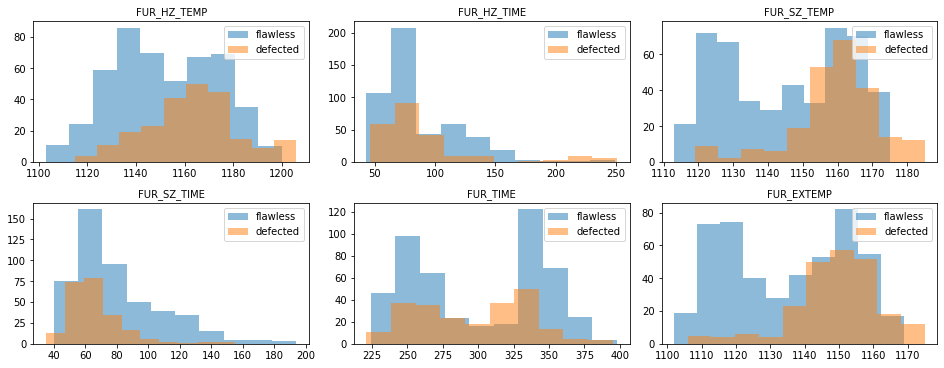 FUR_HZ_TEMP
flawless
defected
80
60
40
20
0
1100 1120 1140 1160 1180 1200
FUR_HZ_TIME
flawless
defected
200
150
100
50
0
50 100 150 200 250
FUR_SZ_TEMP
flawless
defected
60
40
20
0
1110 1120 1130 1140 1150 1160 1170 1180
FUR_SZ_TIME
flawless
defected
150
125
100
75
50
25
0
40 60 80 100 120 140 160 180 200
FUR_TIME
flawless
defected
120
100
80
60
40
20
0
225 250 275 300 325 350 375 400
FUR_EXTEMP
flawless
defected
80
60
40
20
0
1100 1110 1120 1130 1140 1150 1160 1170